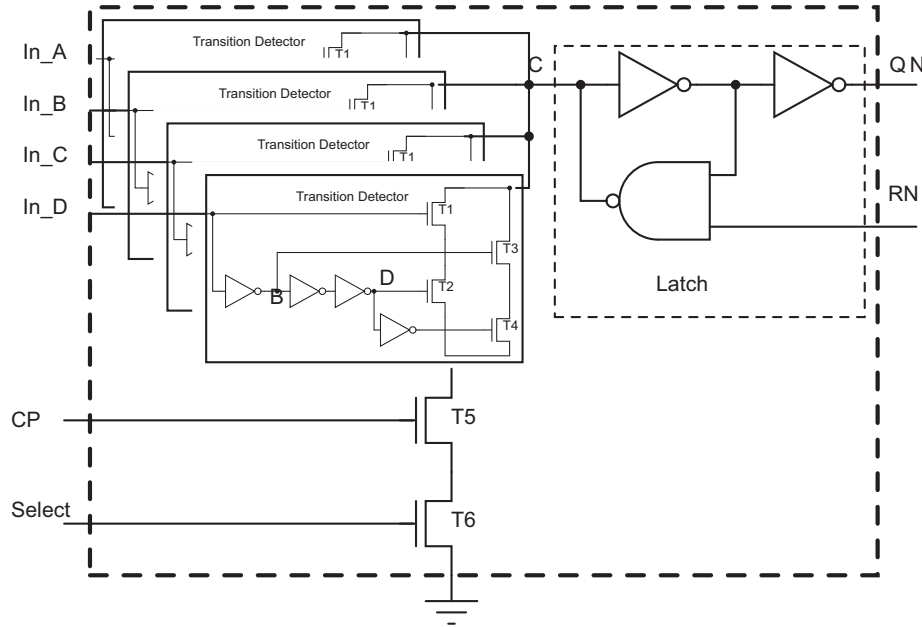 In_A
Transition Detector
T1
C
QN
In_B
Transition Detector
T1
In_C
Transition Detector
T1
In_D
Transition Detector
RN
T1
T3
B
D
T2
Latch
T4
CP
T5
Select
T6